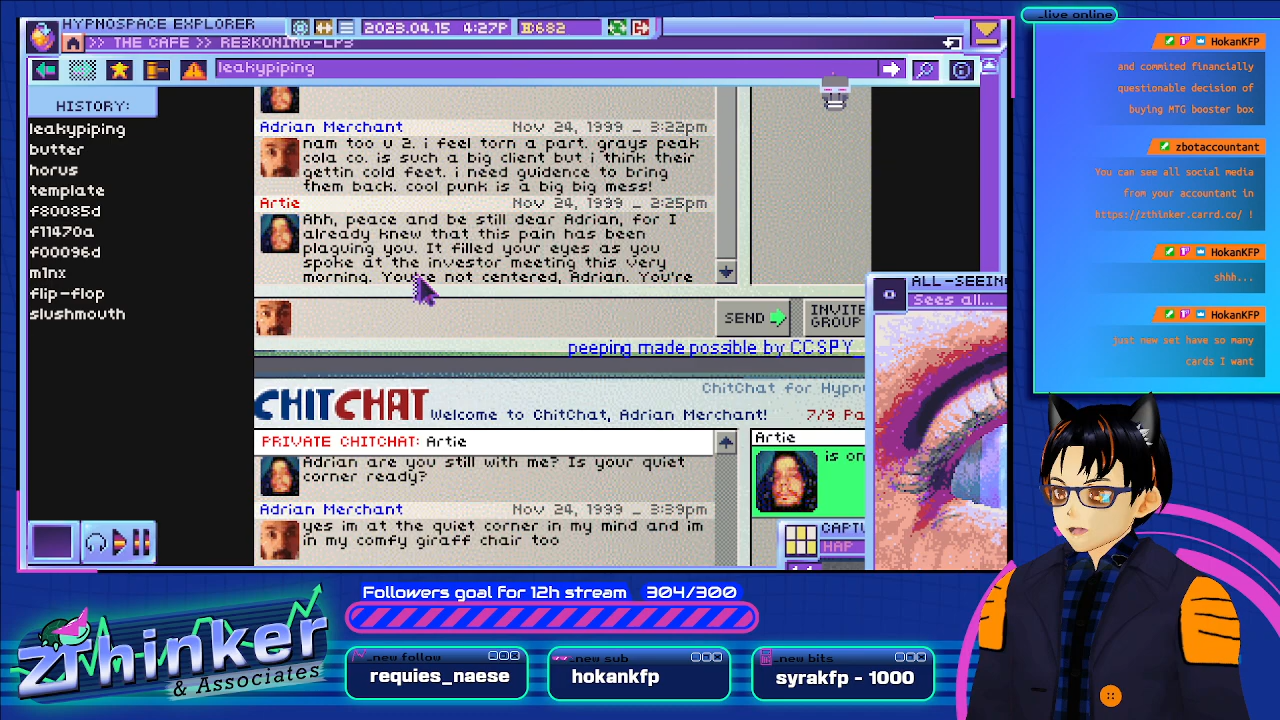 HYPNOSPACE EXPLORER
2023.04.15 4:27PM
682
>> THE CAFE >> RE3KONING-LP3
leakypiping
HISTORY:
leakypiping
butter
horus
template
f80085d
f11470a
f00096d
m1nx
flip-flop
slushmouth
Adrian Merchant Nov 24, 1999 _ 3:22pm
nam too v 2. i feel torn a part. grays peak
cola co. is such a big client but i think their
gettin cold feet. i need guidence to bring
them back. cool punk is a big big mess!
Artie Nov 24, 1999 _ 2:25pm
Ahh, peace and be still dear Adrian, for I
already knew that this pain has been
plaguing you. It filled your eyes as you
spoke at the investor meeting this very
morning. You're not centered, Adrian. You're
SEND
INVITE
GROUP
peeping made possible by CCSPY
CHITCHAT
ChitChat for Hypn
Welcome to ChitChat, Adrian Merchant!
7/9 Pa
PRIVATE CHITCHAT: Artie
Adrian are you still with me? Is your quiet
corner ready?
Adrian Merchant Nov 24, 1999 _ 3:39pm
yes im at the quiet corner in my mind and im
in my comfy giraff chair too
Artie
is on
ALL-SEEING
Sees all...
CAPTU
HAP
_live online
HokanKFP
and commited financially
questionable decision of
buying MTG booster box
zbotaccountant
You can see all social media
from your accountant in
https://zthinker.carrd.co/ !
HokanKFP
shhh...
HokanKFP
just new set have so many
cards I want
zthinker
& Associates
Followers goal for 12h stream 304/300
_new follow
requies_naese
_new sub
hokankfp
_new bits
syrakfp - 1000